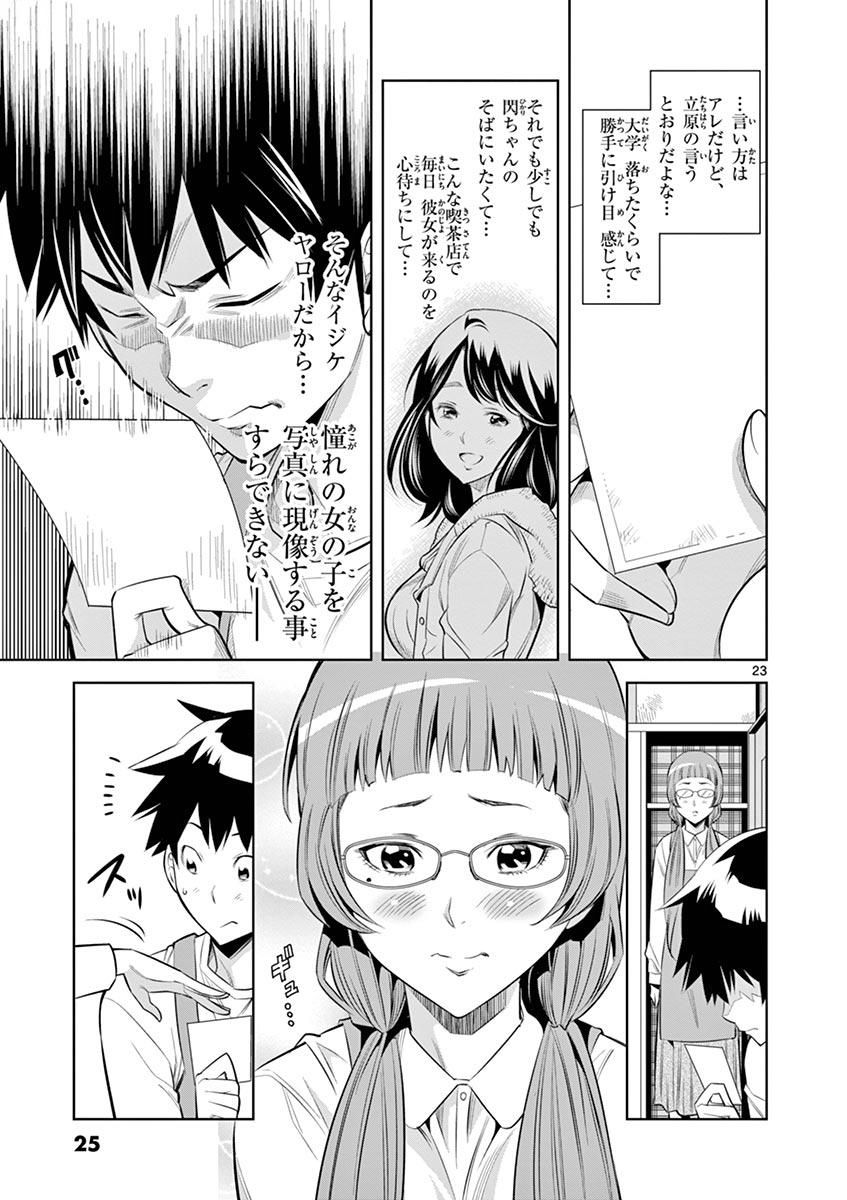 …言い方は
アレだけど、
立原の言う
とおりだよな…
大学 落ちたくらいで
勝手に引け目 感じて…
それでも少しでも
閃ちゃんの
そばにいたくて…
こんな喫茶店で
毎日 彼女が来るのを
心待ちにして…
そんなイジケ
ヤローだから…
憧れの女の子を
写真に現像する事
すらできない──
グ…
23
ギュ…
スッ
25